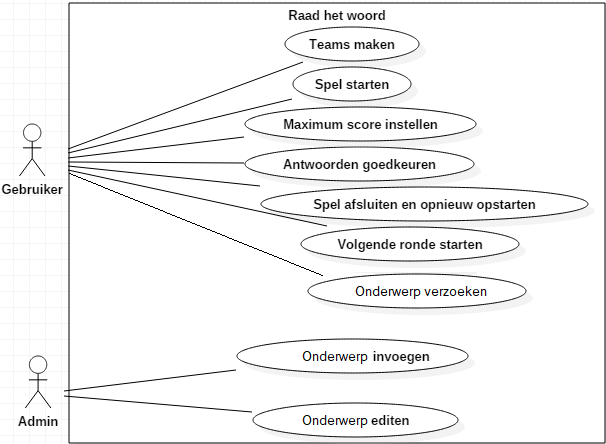 Raad het woord
Teams maken
Spel starten
Maximum score instellen
Antwoorden goedkeuren
Gebruiker
Spel afsluiten en opnieuw opstarten
Volgende ronde starten
Onderwerp verzoeken
Onderwerp invoegen
Admin
Onderwerp editen